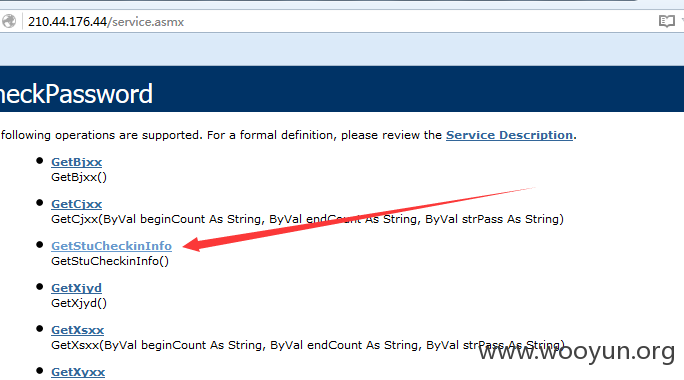 210.44.176.44/service.asmx
heckPassword
following operations are supported. For a formal definition, please review the Service Description.
GetBjxx
GetBjxx()
GetCjxx
GetCjxx(ByVal beginCount As String, ByVal endCount As String, ByVal strPass As String)
GetStuCheckinInfo
GetStuCheckinInfo()
GetXjyd
GetXjyd()
GetXsxx
GetXsxx(ByVal beginCount As String, ByVal endCount As String, ByVal strPass As String)
GetXyxx
www.wooyun.org